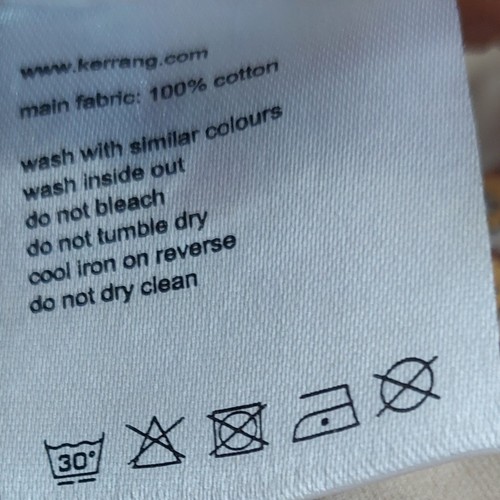 www.kerrang.com
main fabric: 100% cotton
wash with similar colours
wash inside out
do not bleach
do not tumble dry
cool iron on reverse
do not dry clean
30°